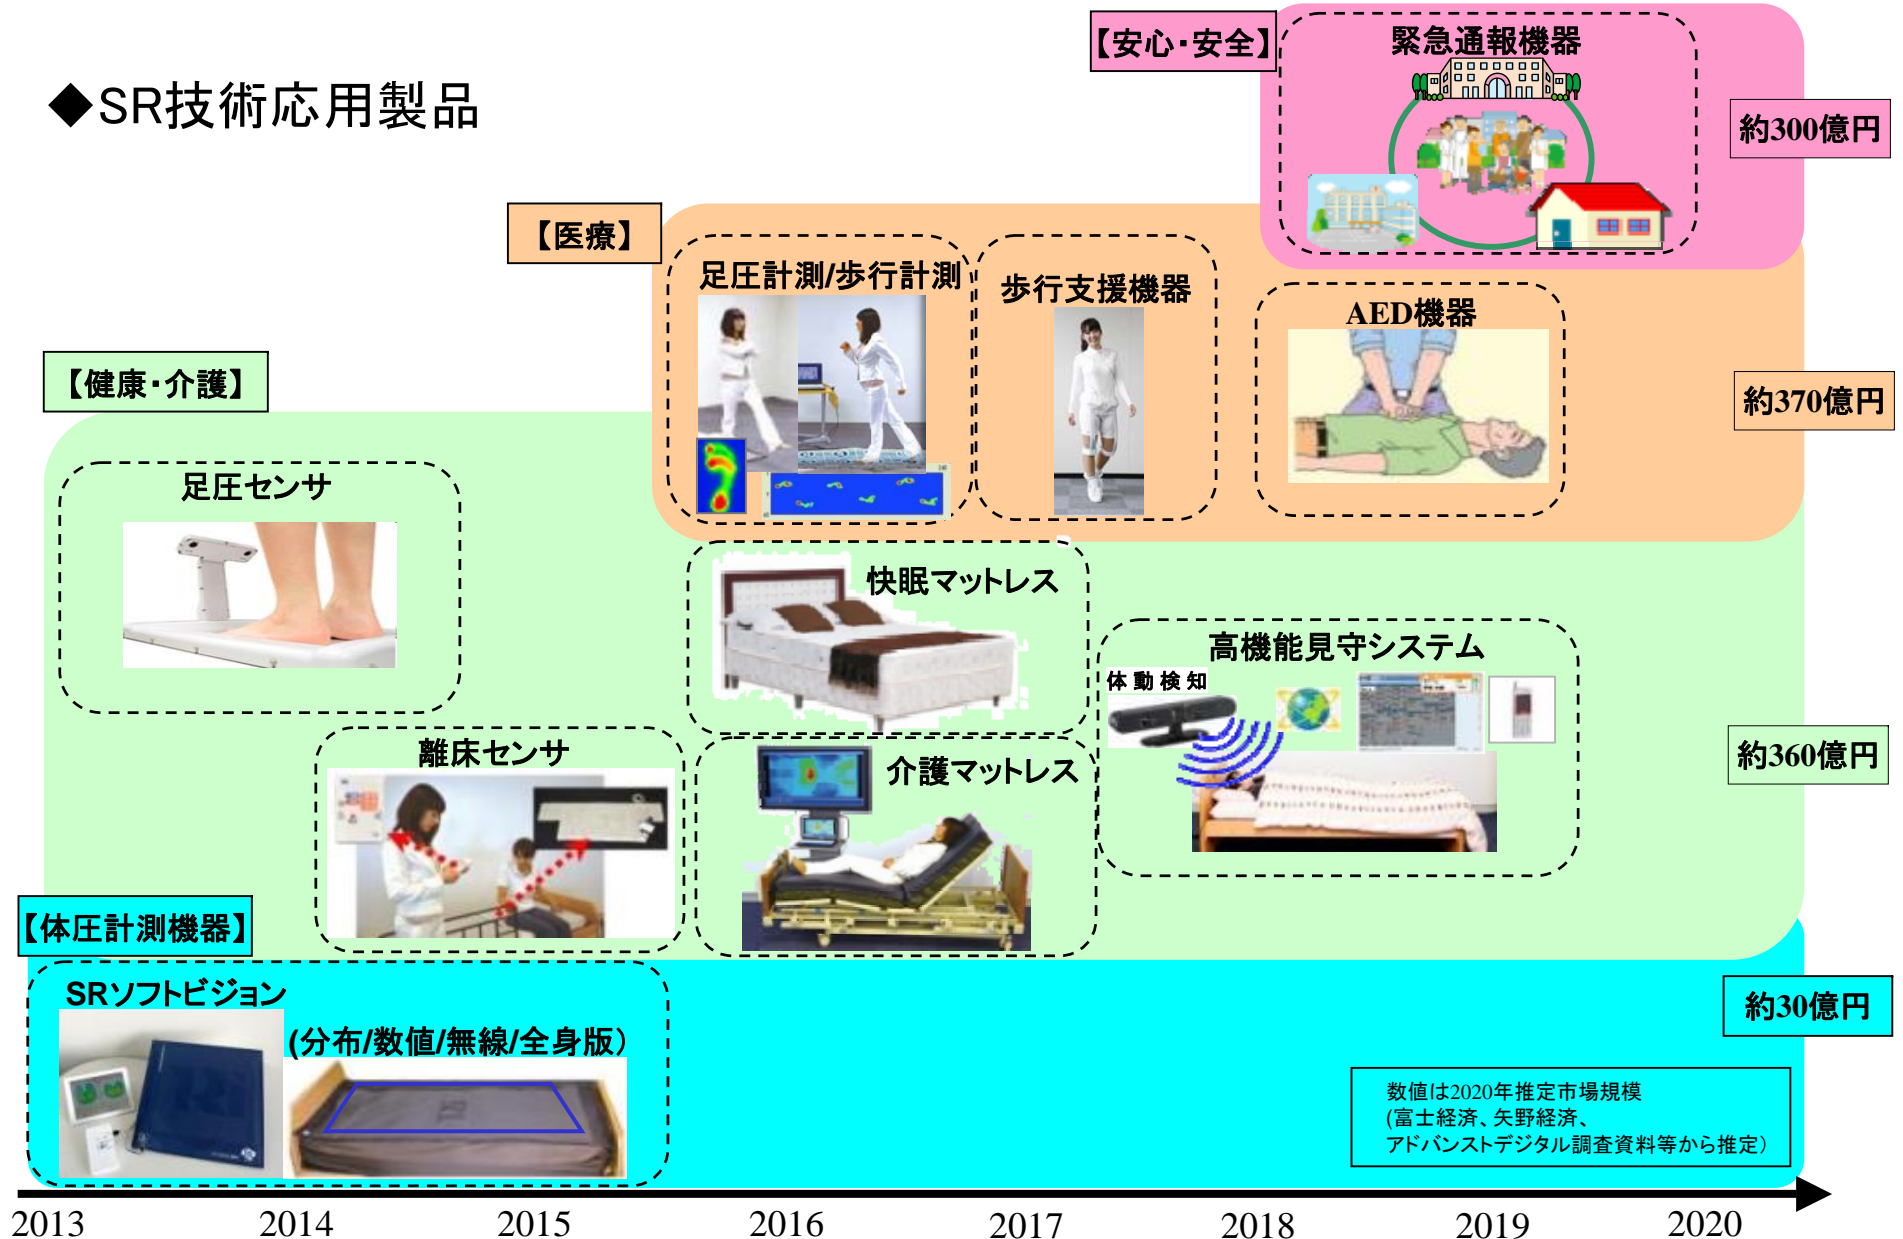 ◆SR技術応用製品
【安心・安全】
緊急通報機器
約300億円
【医療】
足圧計測/歩行計測
歩行支援機器
AED機器
約370億円
【健康・介護】
足圧センサ
快眠マットレス
高機能見守システム
体動検知
離床センサ
介護マットレス
約360億円
【体圧計測機器】
SRソフトビジョン
(分布/数値/無線/全身版)
約30億円
数値は2020年推定市場規模
(富士経済、矢野経済、
アドバンストデジタル調査資料等から推定)
2013 2014 2015 2016 2017 2018 2019 2020